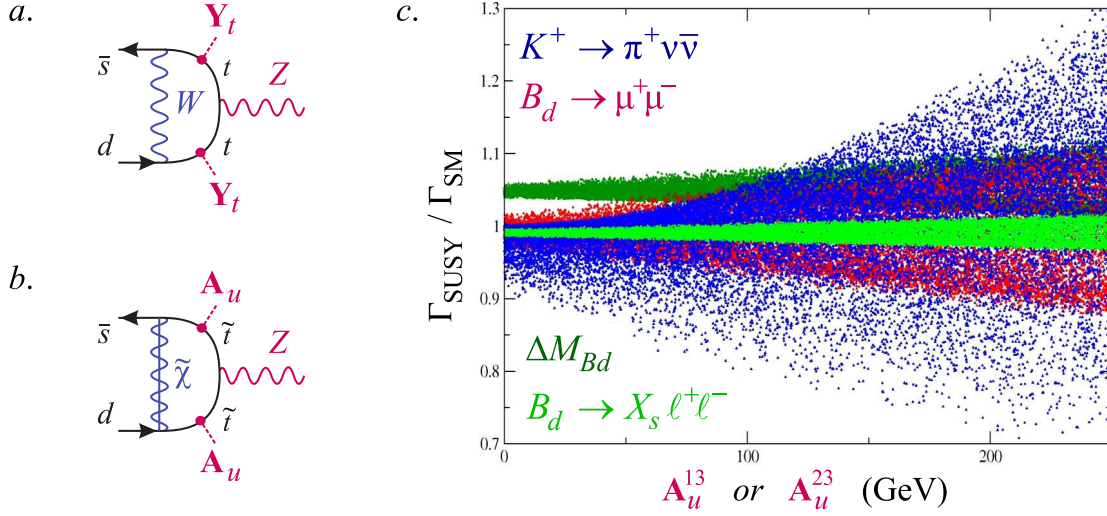 a.
Y_t
s̄
t
Z
W
d
t
Y_t
b.
A_u
s̄
t̃
Z
χ̃
d
t̃
A_u
c.
Γ_SUSY / Γ_SM
1.3
1.2
1.1
1
0.9
0.8
0.7
K⁺ → π⁺ νν̄
B_d → μ⁺μ⁻
ΔM_Bd
B_d → X_s ℓ⁺ℓ⁻
0 100 200
A_u^13 or A_u^23 (GeV)